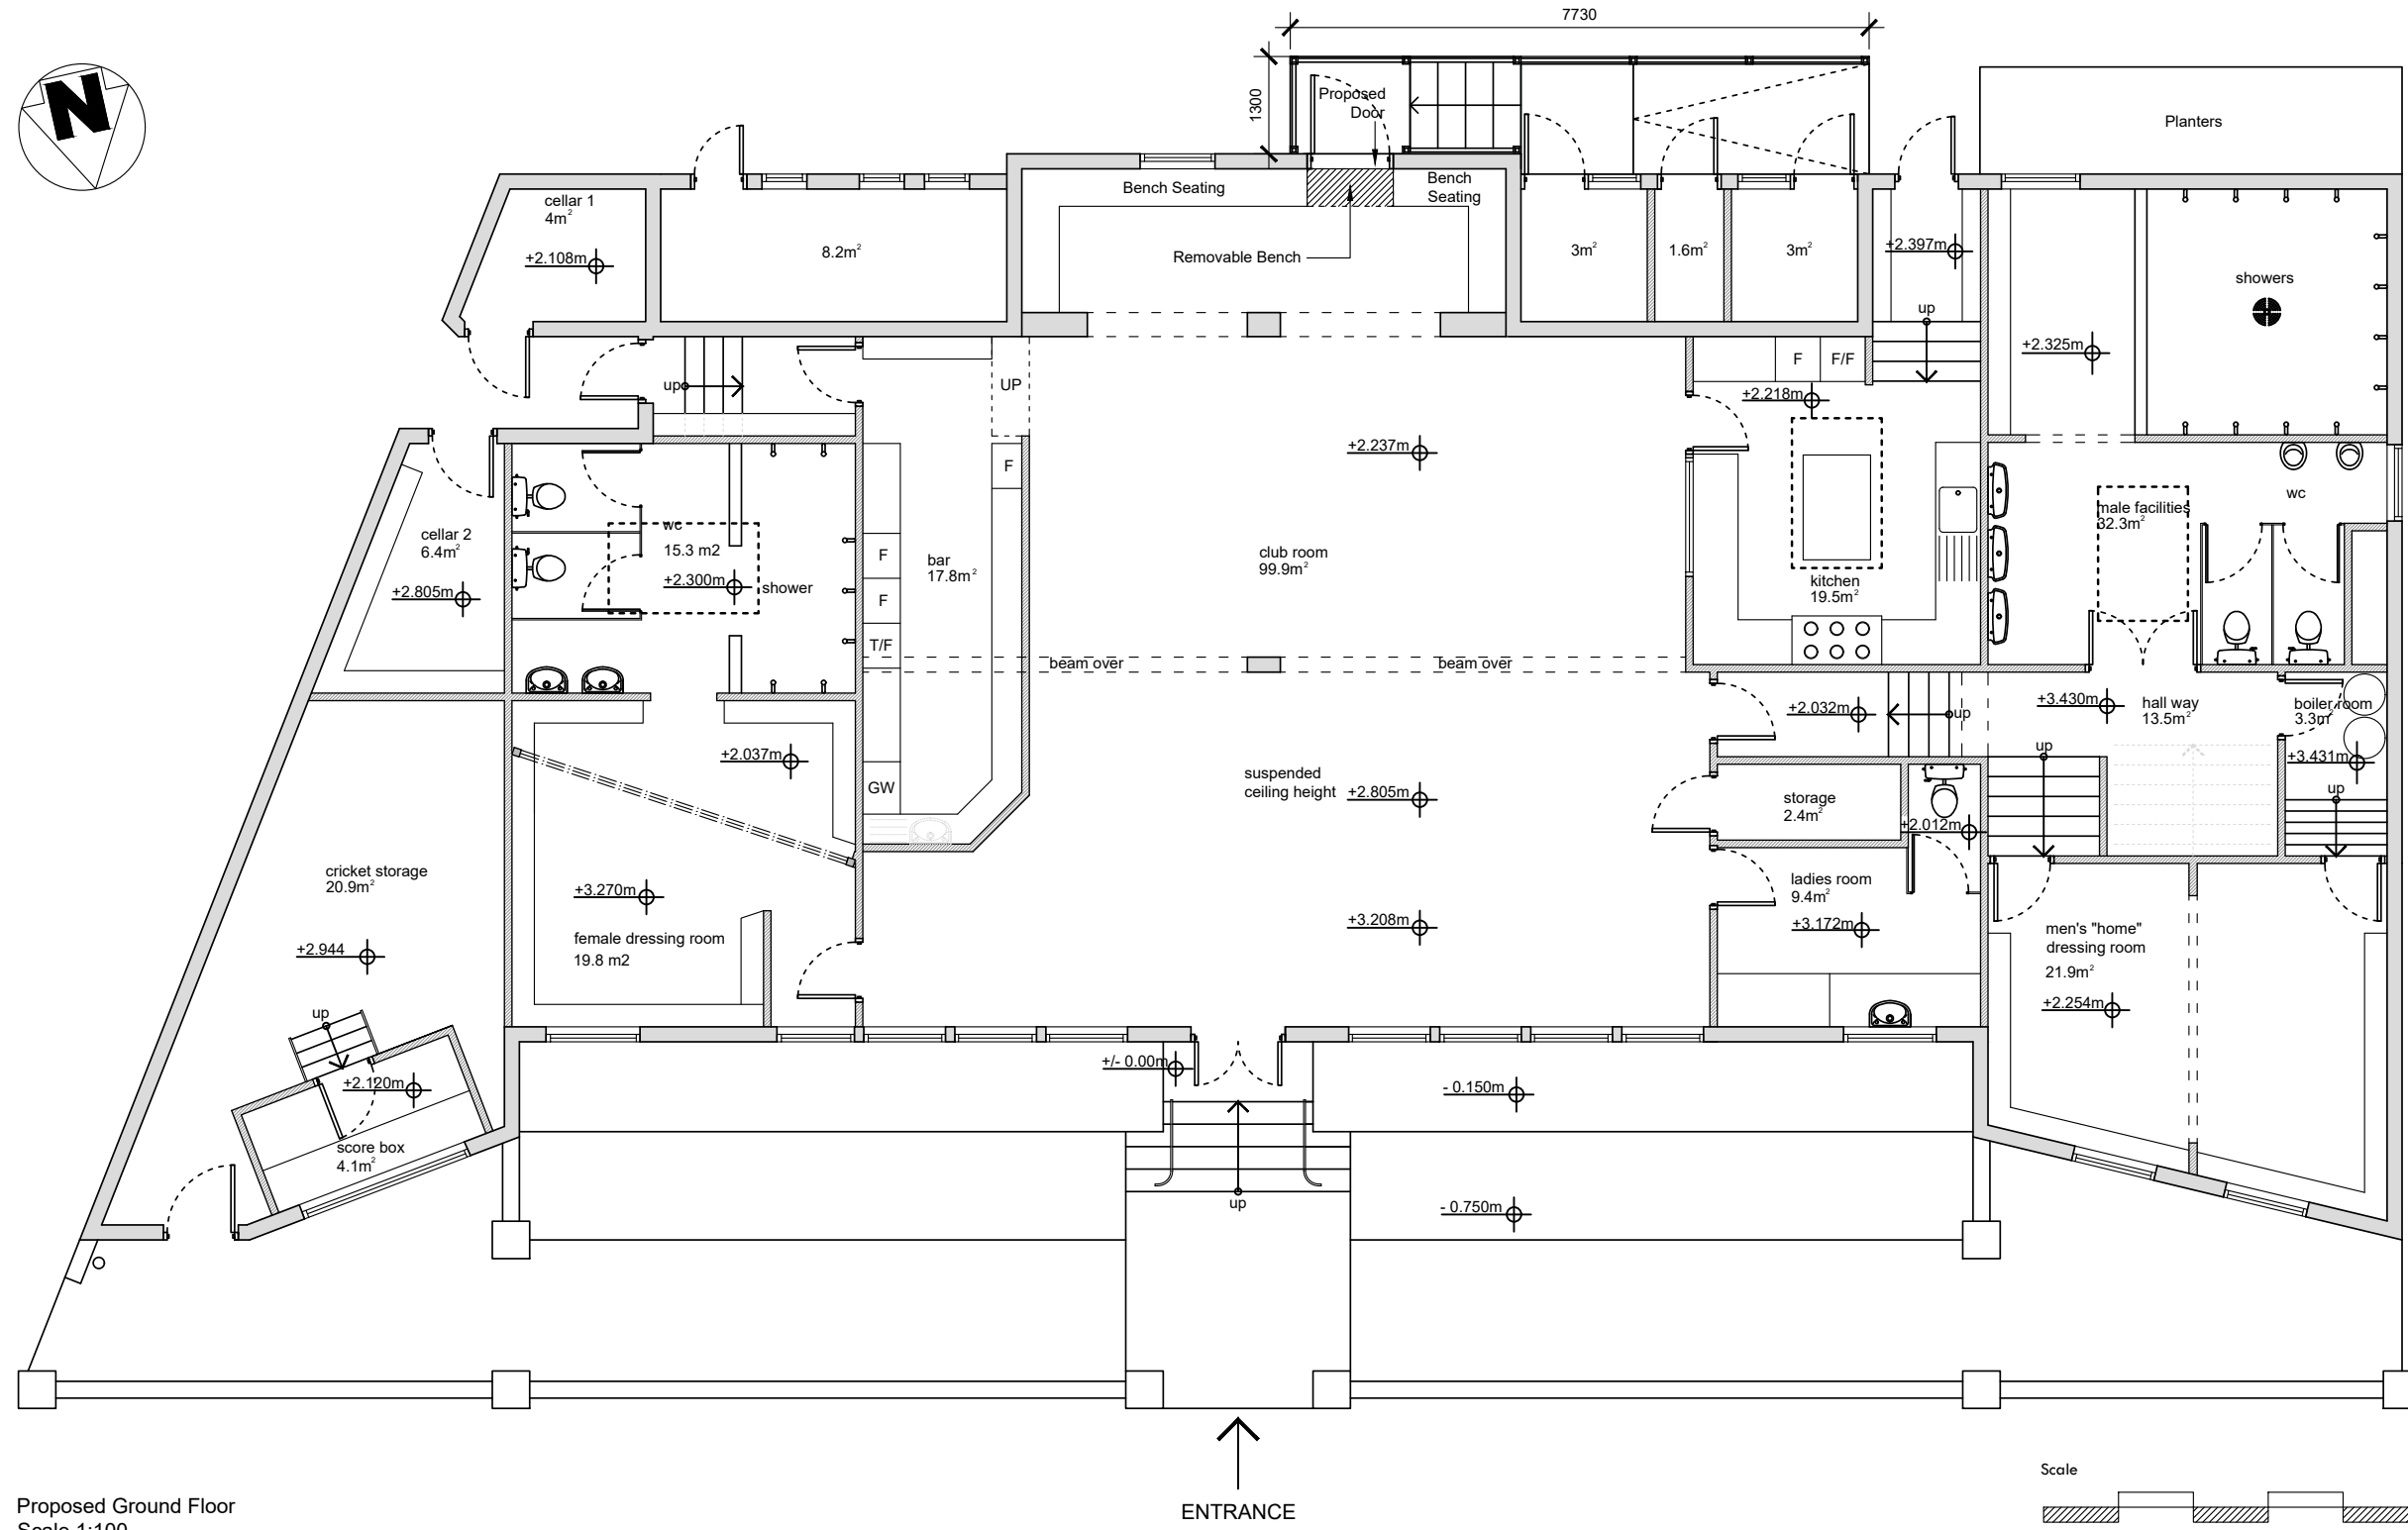 7730
1300
N
Proposed
Door
Planters
Bench Seating
Bench
Seating
cellar 1
4m²
+2.108m
8.2m²
Removable Bench
3m²
1.6m²
3m²
+2.397m
showers
up
+2.325m
up
UP
F
F/F
+2.218m
+2.237m
F
wc
male facilities
32.3m²
cellar 2
6.4m²
+2.805m
wc
15.3 m2
+2.300m
shower
F
F
T/F
GW
bar
17.8m²
club room
99.9m²
kitchen
19.5m²
beam over
beam over
+2.037m
+2.032m
up
+3.430m
hall way
13.5m²
boiler room
3.3m²
+3.431m
up
up
suspended
ceiling height
+2.805m
storage
2.4m²
+2.012m
cricket storage
20.9m²
+2.944
+3.270m
female dressing room
19.8 m2
+3.208m
ladies room
9.4m²
+3.172m
men's "home"
dressing room
21.9m²
+2.254m
up
+2.120m
score box
4.1m²
+/- 0.00m
- 0.150m
- 0.750m
up
ENTRANCE
Scale
Proposed Ground Floor
Scale 1:100